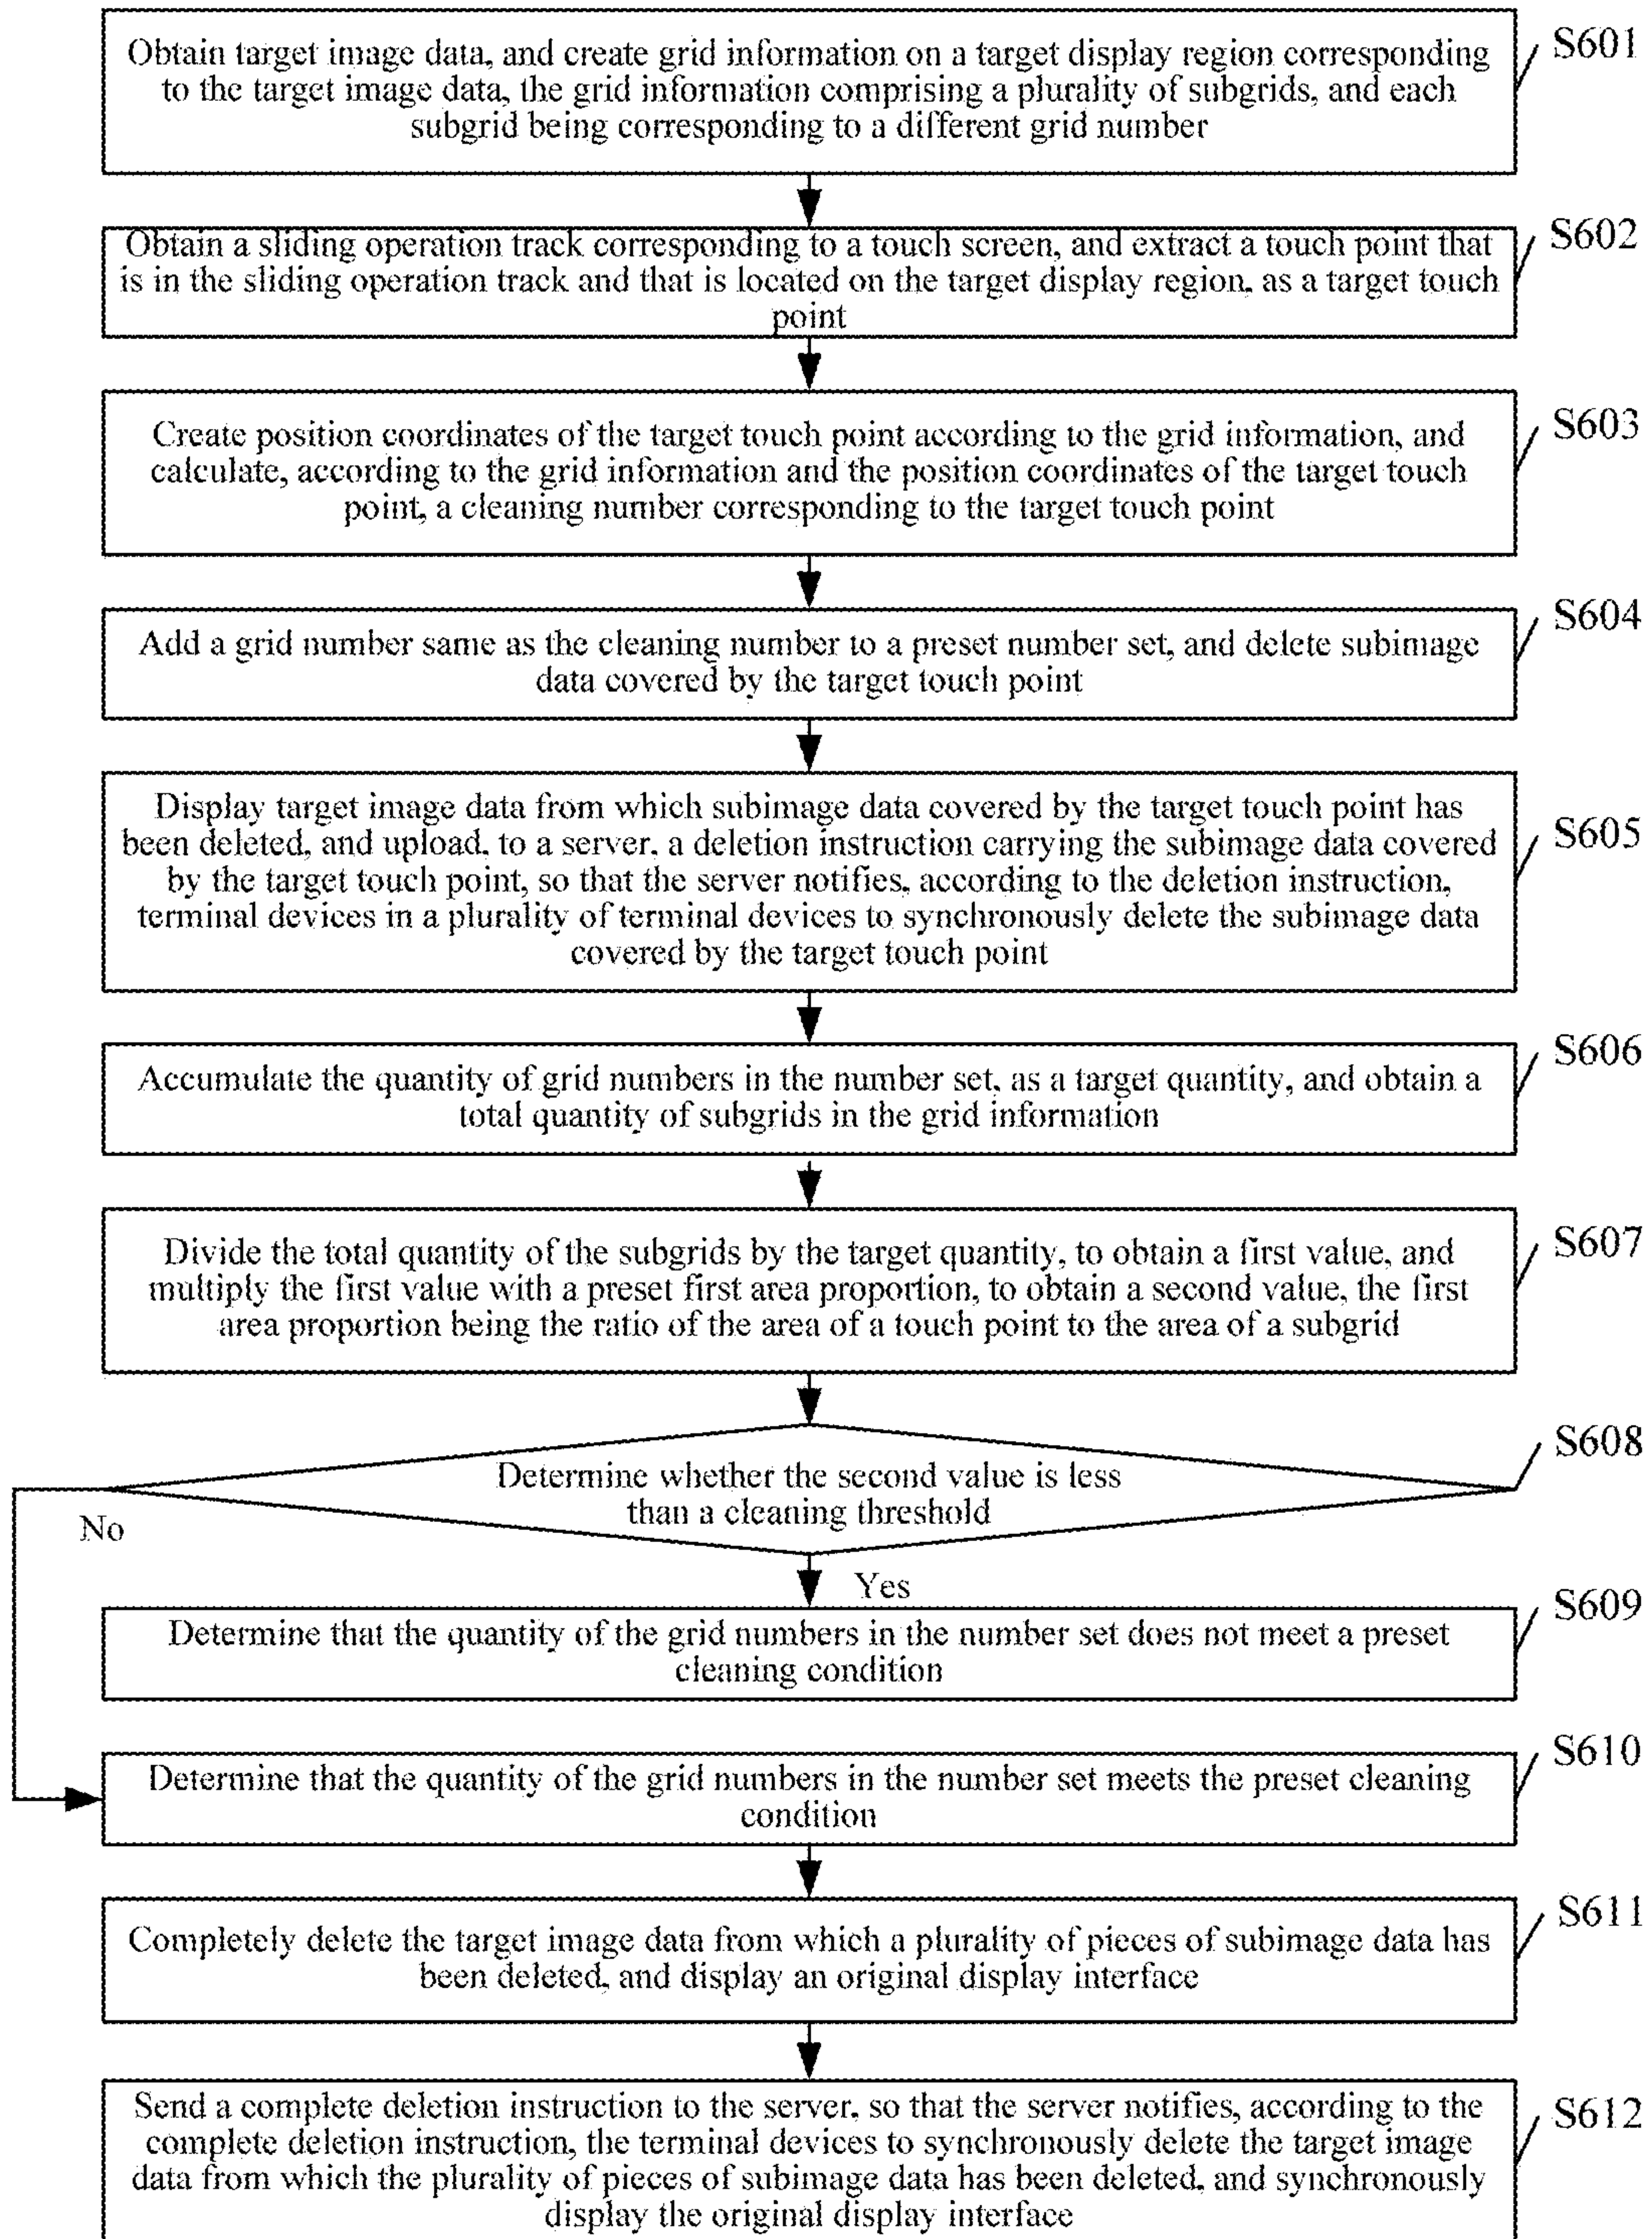 Obtain target image data, and create grid information on a target display region corresponding
to the target image data, the grid information comprising a plurality of subgrids, and each
subgrid being corresponding to a different grid number
S601
Obtain a sliding operation track corresponding to a touch screen, and extract a touch point that
is in the sliding operation track and that is located on the target display region, as a target touch
point
S602
Create position coordinates of the target touch point according to the grid information, and
calculate, according to the grid information and the position coordinates of the target touch
point, a cleaning number corresponding to the target touch point
S603
Add a grid number same as the cleaning number to a preset number set, and delete subimage
data covered by the target touch point
S604
Display target image data from which subimage data covered by the target touch point has
been deleted, and upload, to a server, a deletion instruction carrying the subimage data covered
by the target touch point, so that the server notifies, according to the deletion instruction,
terminal devices in a plurality of terminal devices to synchronously delete the subimage data
covered by the target touch point
S605
Accumulate the quantity of grid numbers in the number set, as a target quantity, and obtain a
total quantity of subgrids in the grid information
S606
Divide the total quantity of the subgrids by the target quantity, to obtain a first value, and
multiply the first value with a preset first area proportion, to obtain a second value, the first
area proportion being the ratio of the area of a touch point to the area of a subgrid
S607
Determine whether the second value is less
than a cleaning threshold
S608
No
Yes
Determine that the quantity of the grid numbers in the number set does not meet a preset
cleaning condition
S609
Determine that the quantity of the grid numbers in the number set meets the preset cleaning
condition
S610
Completely delete the target image data from which a plurality of pieces of subimage data has
been deleted, and display an original display interface
S611
Send a complete deletion instruction to the server, so that the server notifies, according to the
complete deletion instruction, the terminal devices to synchronously delete the target image
data from which the plurality of pieces of subimage data has been deleted, and synchronously
display the original display interface
S612